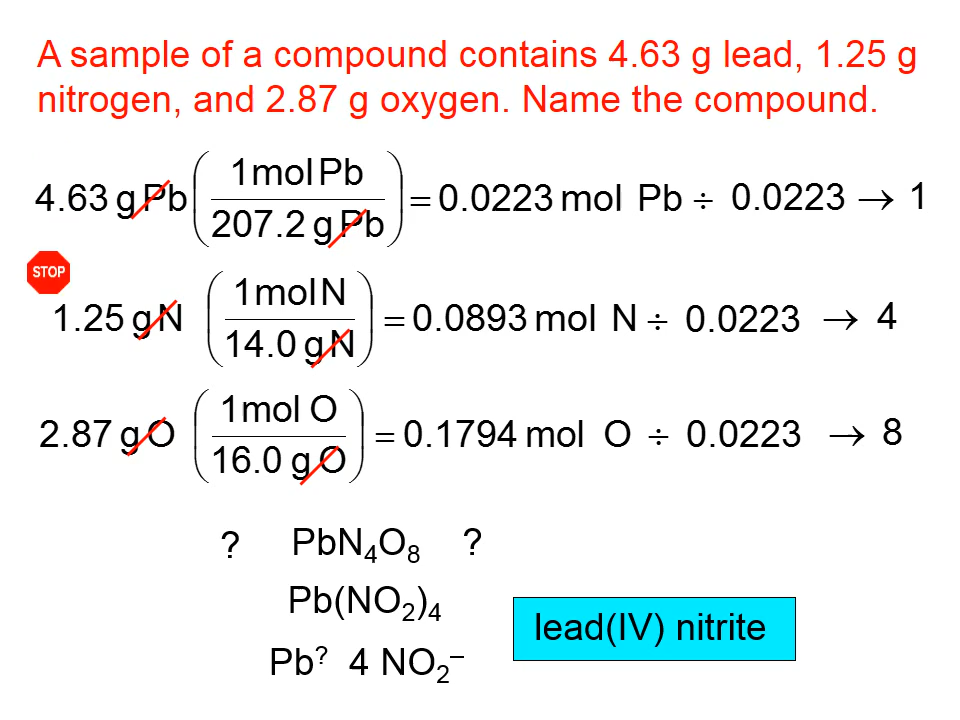 A sample of a compound contains 4.63 g lead, 1.25 g
nitrogen, and 2.87 g oxygen. Name the compound.
4.63 g Pb (1 mol Pb / 207.2 g Pb) = 0.0223 mol Pb ÷ 0.0223 → 1
STOP
1.25 g N (1 mol N / 14.0 g N) = 0.0893 mol N ÷ 0.0223 → 4
2.87 g O (1 mol O / 16.0 g O) = 0.1794 mol O ÷ 0.0223 → 8
? PbN₄O₈ ?
Pb(NO₂)₄
lead(IV) nitrite
Pb^? 4 NO₂⁻